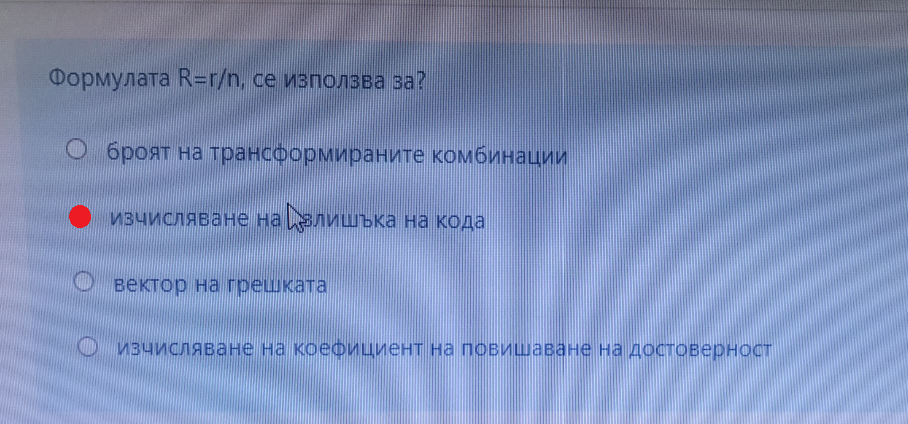 Формулата R=r/n, се използва за?
броят на трансформираните комбинации
изчисляване на на кода
вектор на грешката
изчисляване на коефициент на повишаване на достоверност